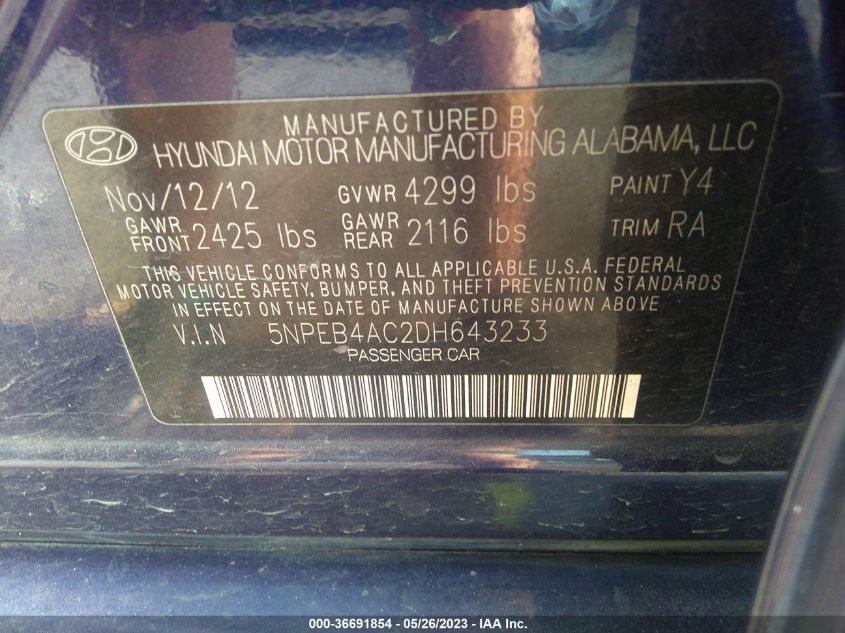 MANUFACTURED BY
HYUNDAI MOTOR MANUFACTURING ALABAMA, LLC
Nov/12/12 GVWR 4299 lbs PAINT Y4
GAWR FRONT 2425 lbs GAWR REAR 2116 lbs TRIM RA
THIS VEHICLE CONFORMS TO ALL APPLICABLE U.S.A. FEDERAL
MOTOR VEHICLE SAFETY, BUMPER, AND THEFT PREVENTION STANDARDS
IN EFFECT ON THE DATE OF MANUFACTURE SHOWN ABOVE
V.I.N 5NPEB4AC2DH643233
PASSENGER CAR
000-36691854 - 05/26/2023 - IAA Inc.